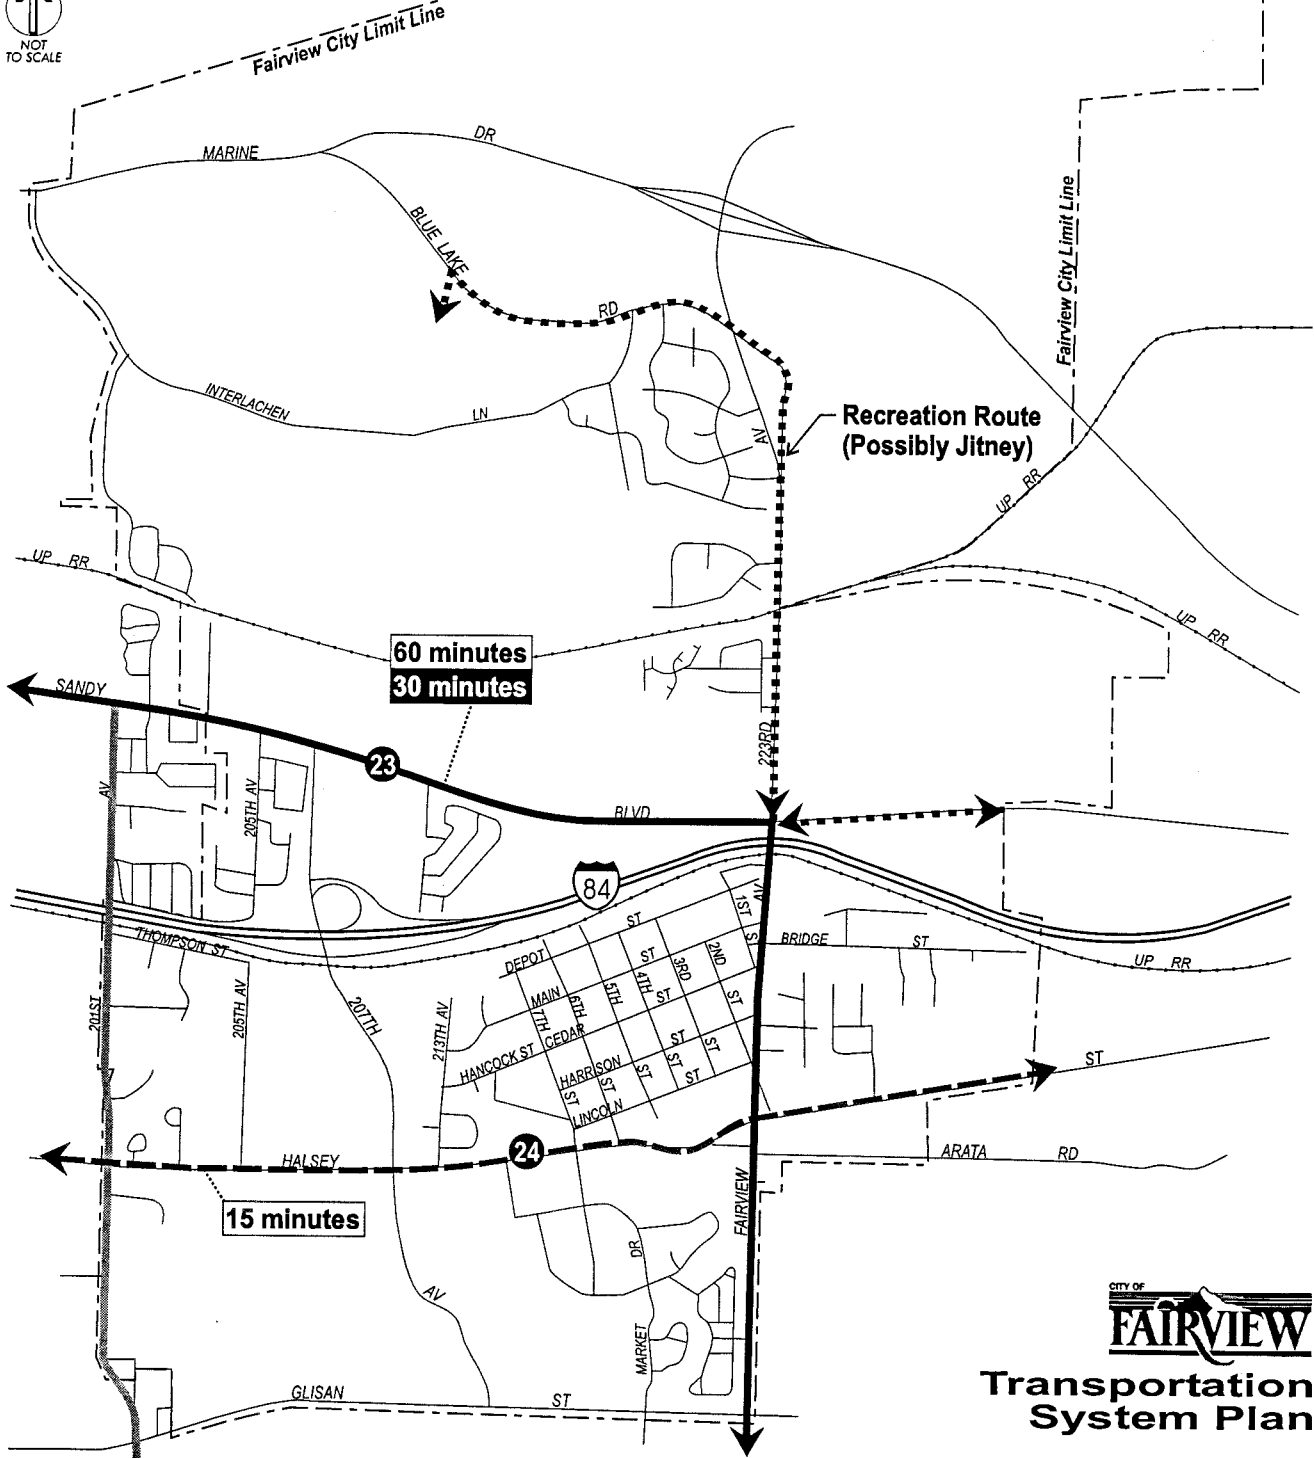 NOT
TO SCALE
Fairview City Limit Line
MARINE
DR
BLUE LAKE
RD
Fairview City Limit Line
INTERLACHEN
LN
AV
Recreation Route
(Possibly Jitney)
UP RR
UP RR
UP RR
60 minutes
30 minutes
SANDY
23
BLVD
223RD
AV
205TH AV
84
THOMPSON ST
DEPOT
ST
1ST
ST
AV
BRIDGE
ST
UP RR
MAIN
ST
2ND
ST
3RD
ST
4TH
ST
5TH
ST
6TH
ST
7TH
ST
CEDAR
ST
HANCOCK ST
HARRISON
ST
LINCOLN
ST
201ST
205TH AV
207TH
213TH AV
ST
HALSEY
24
ARATA
RD
15 minutes
FAIRVIEW
DR
AV
MARKET
GLISAN
ST
CITY OF
FAIRVIEW
Transportation
System Plan